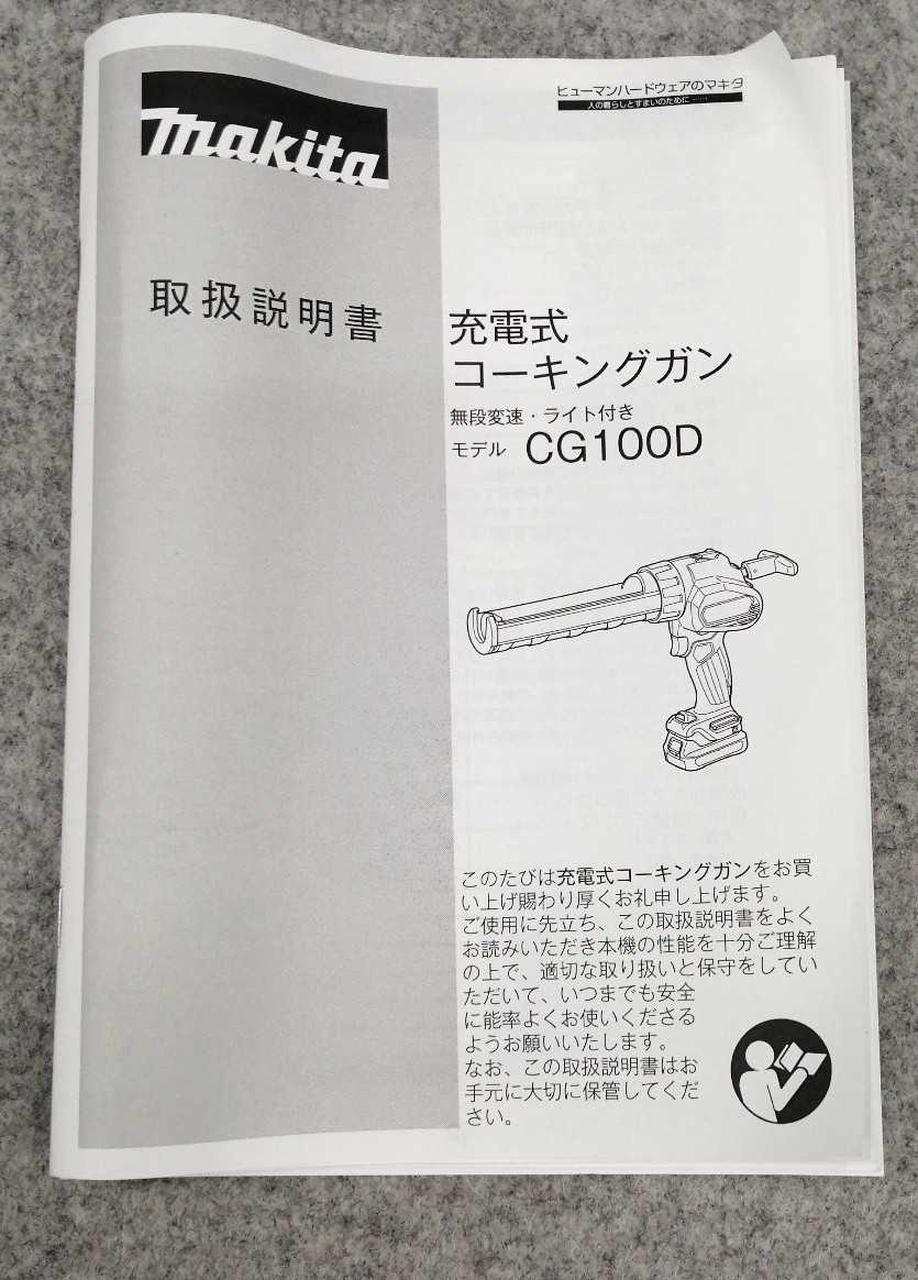 makita
ヒューマンハードウェアのマキタ
人の暮らしとすまいのために……
取扱説明書
充電式
コーキングガン
無段変速・ライト付き
モデル CG100D
このたびは充電式コーキングガンをお買
い上げ賜わり厚くお礼申し上げます。
ご使用に先立ち、この取扱説明書をよく
お読みいただき本機の性能を十分ご理解
の上で、適切な取り扱いと保守をしてい
ただいて、いつまでも安全
に能率よくお使いくださる
ようお願いいたします。
なお、この取扱説明書はお
手元に大切に保管してくだ
さい。